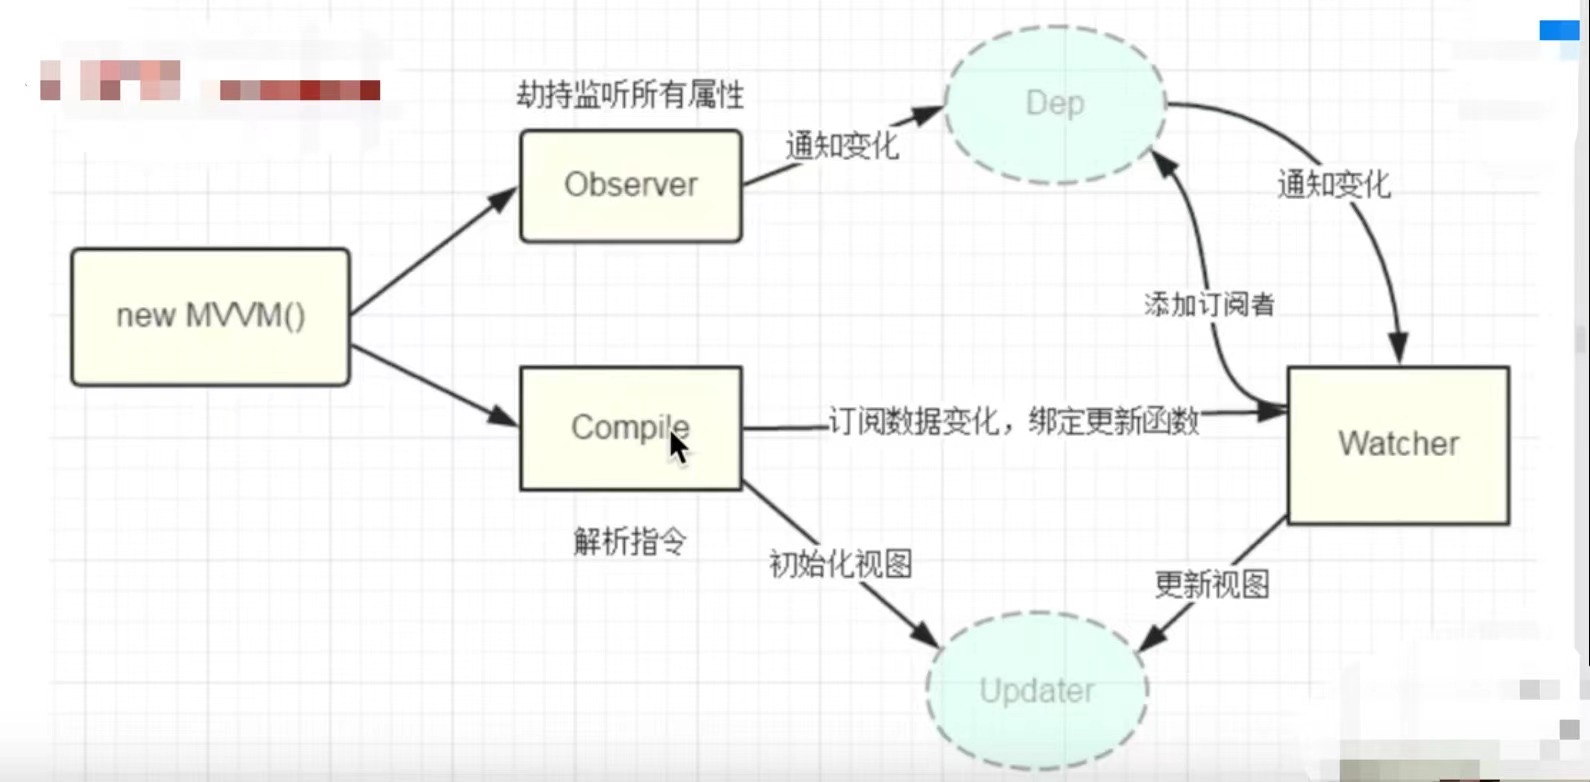 劫持监听所有属性
Dep
通知变化
Observer
通知变化
new MVVM()
添加订阅者
Compile
订阅数据变化，绑定更新函数
Watcher
解析指令
初始化视图
更新视图
Updater